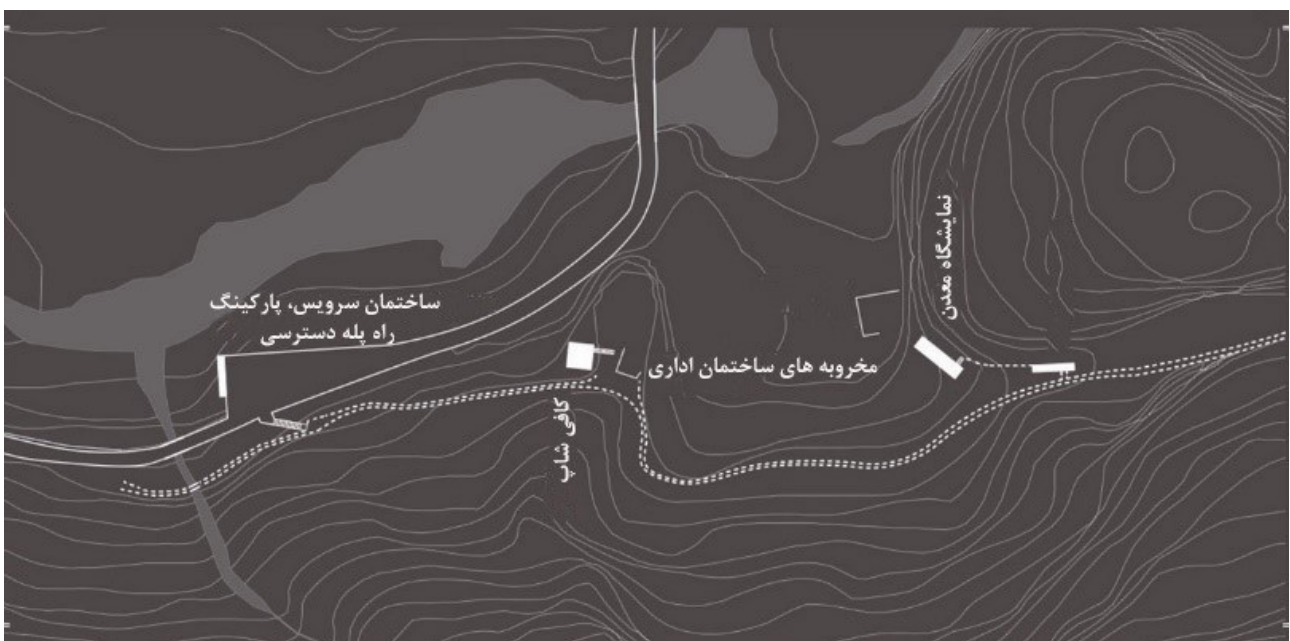 ساختمان سرویس، پارکینگ
راه پله دسترسی
کافی شاپ
مخروبه های ساختمان اداری
نمایشگاه معدن